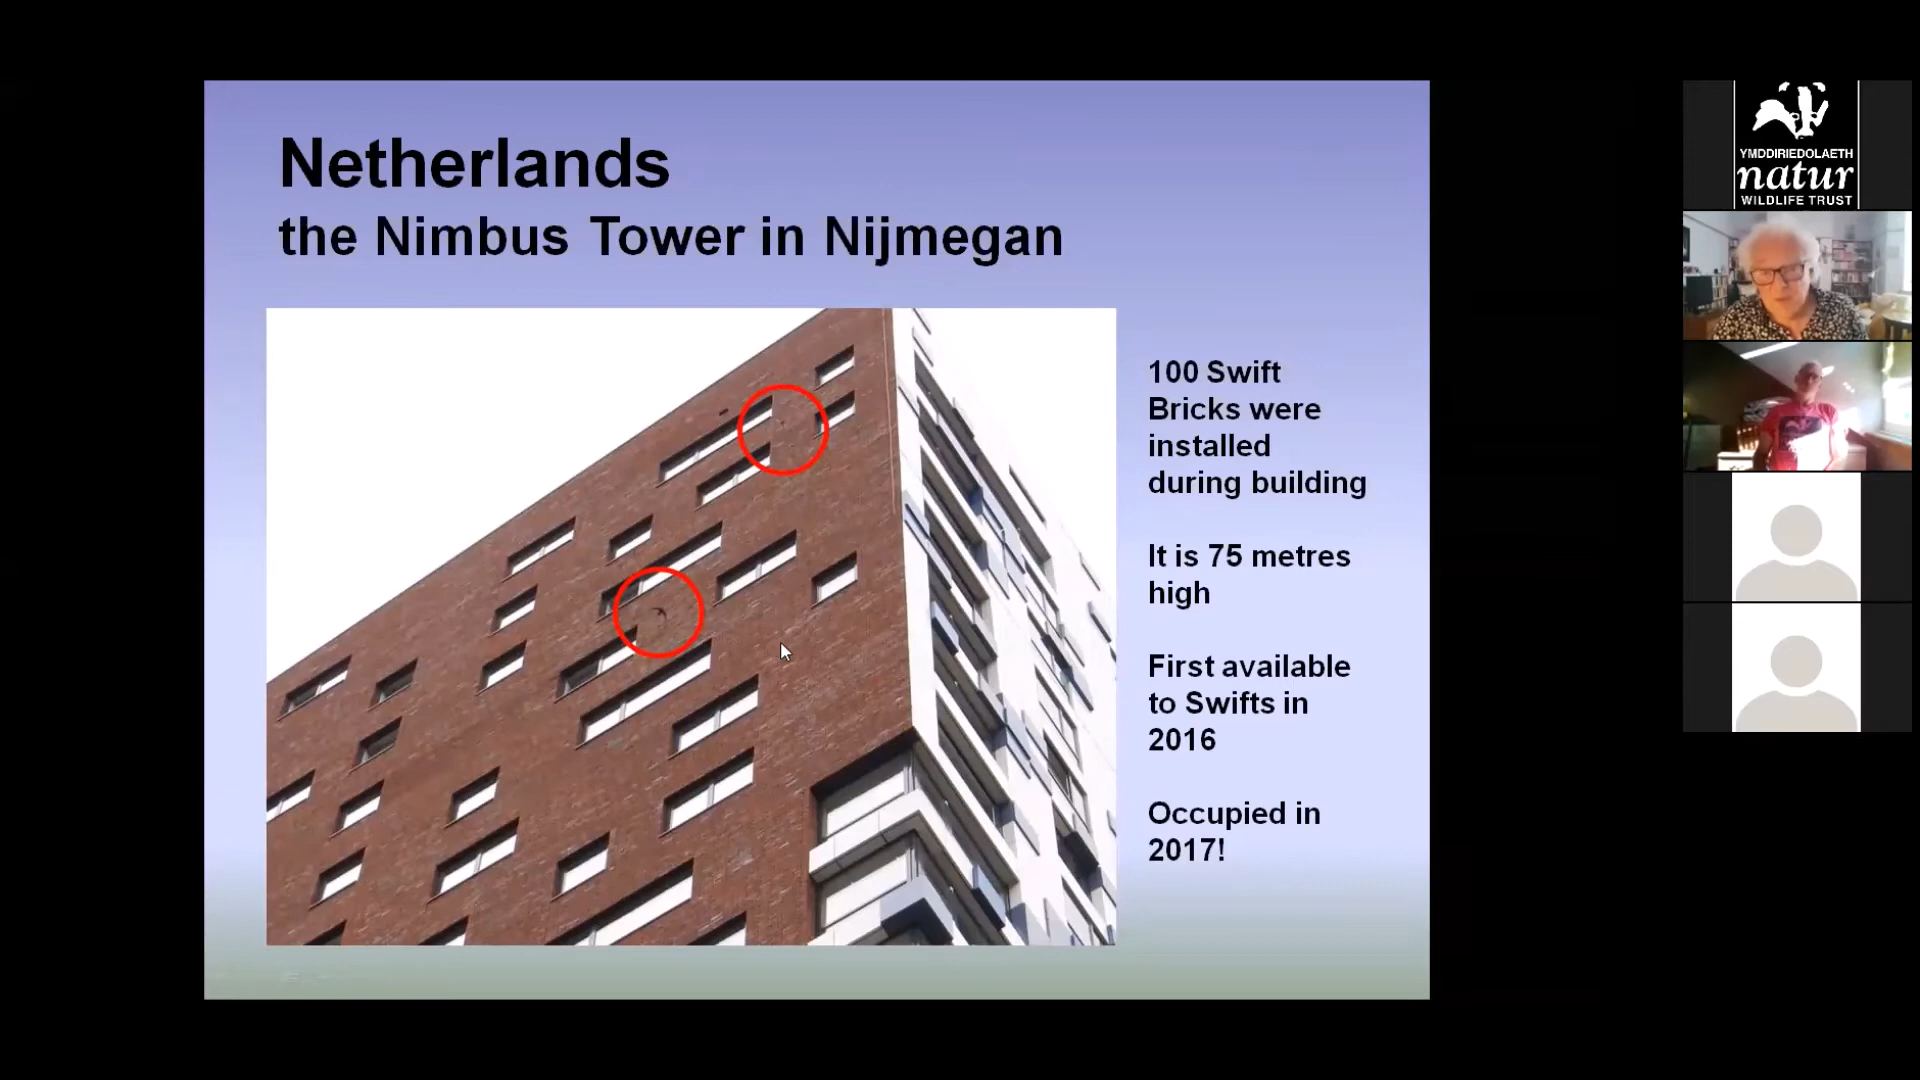 Netherlands
the Nimbus Tower in Nijmegan
100 Swift
Bricks were
installed
during building
It is 75 metres
high
First available
to Swifts in
2016
Occupied in
2017!
YMDDIRIEDOLAETH
natur
WILDLIFE TRUST